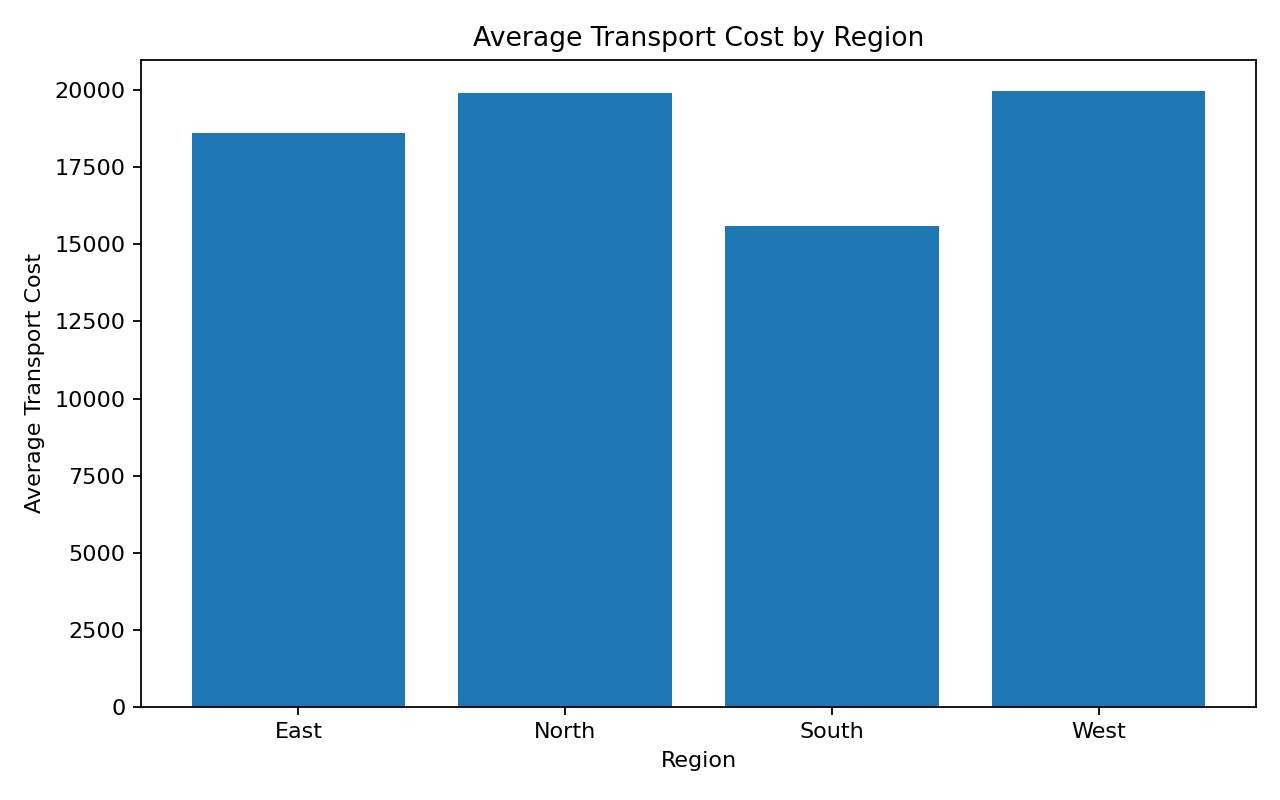 Average Transport Cost by Region
Average Transport Cost
20000
17500
15000
12500
10000
7500
5000
2500
0
East North South West
Region